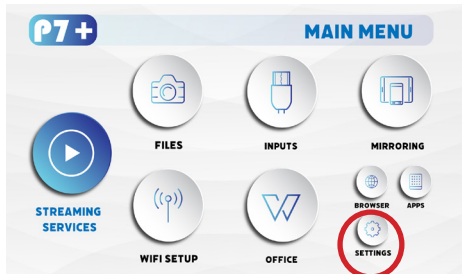 P7+
MAIN MENU
FILES
INPUTS
MIRRORING
STREAMING
SERVICES
BROWSER
APPS
WIFI SETUP
OFFICE
SETTINGS